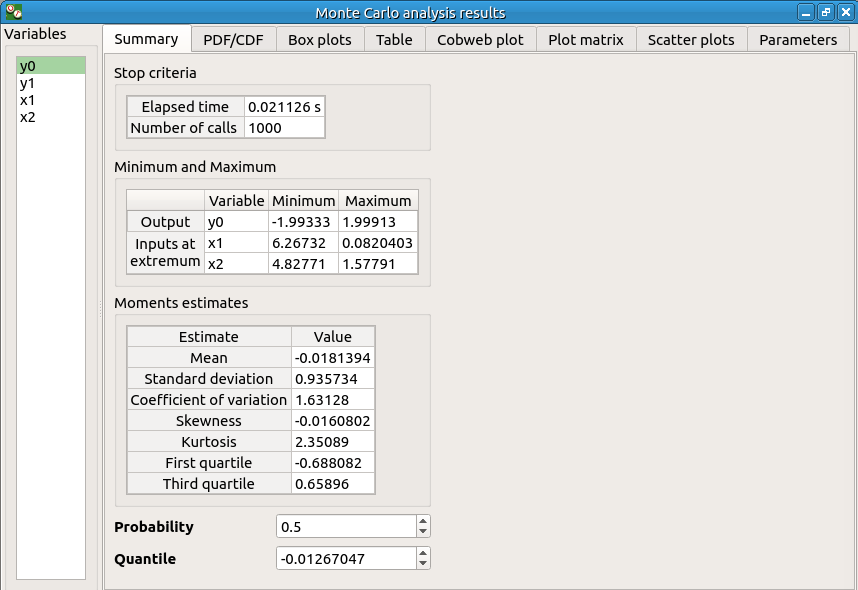 Monte Carlo analysis results
Variables
y0
y1
x1
x2
Summary PDF/CDF Box plots Table Cobweb plot Plot matrix Scatter plots Parameters
Stop criteria
Elapsed time 0.021126 s
Number of calls 1000
Minimum and Maximum
Variable Minimum Maximum
Output y0 -1.99333 1.99913
Inputs at extremum x1 6.26732 0.0820403
x2 4.82771 1.57791
Moments estimates
Estimate Value
Mean -0.0181394
Standard deviation 0.935734
Coefficient of variation 1.63128
Skewness -0.0160802
Kurtosis 2.35089
First quartile -0.688082
Third quartile 0.65896
Probability 0.5
Quantile -0.01267047